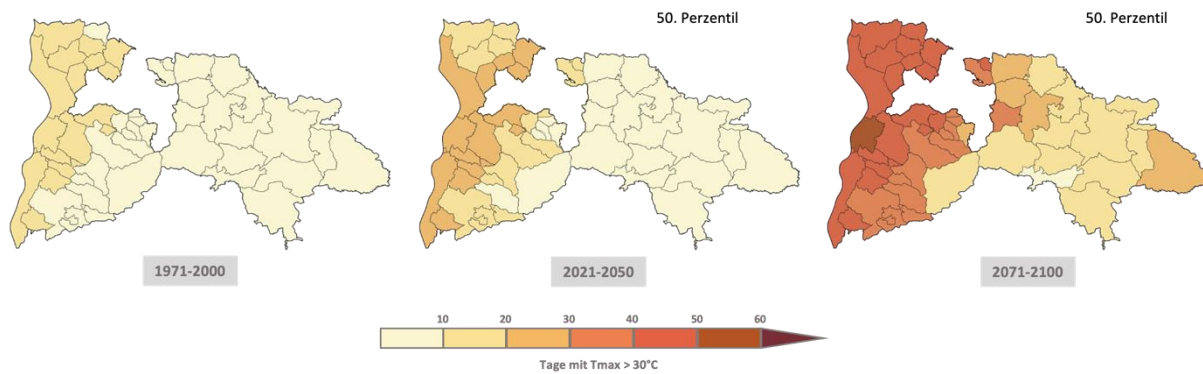 50. Perzentil
50. Perzentil
1971-2000
2021-2050
2071-2100
10 20 30 40 50 60
Tage mit Tmax > 30°C